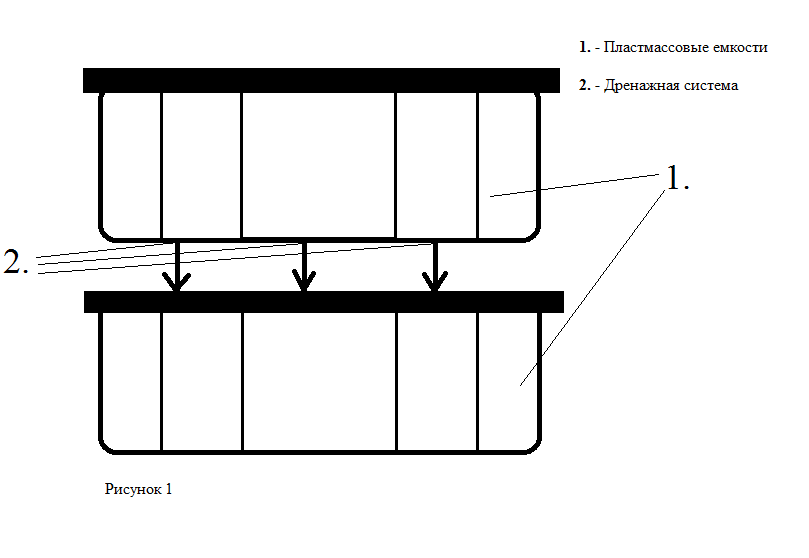 1. - Пластмассовые емкости
2. - Дренажная система
1.
2.
Рисунок 1